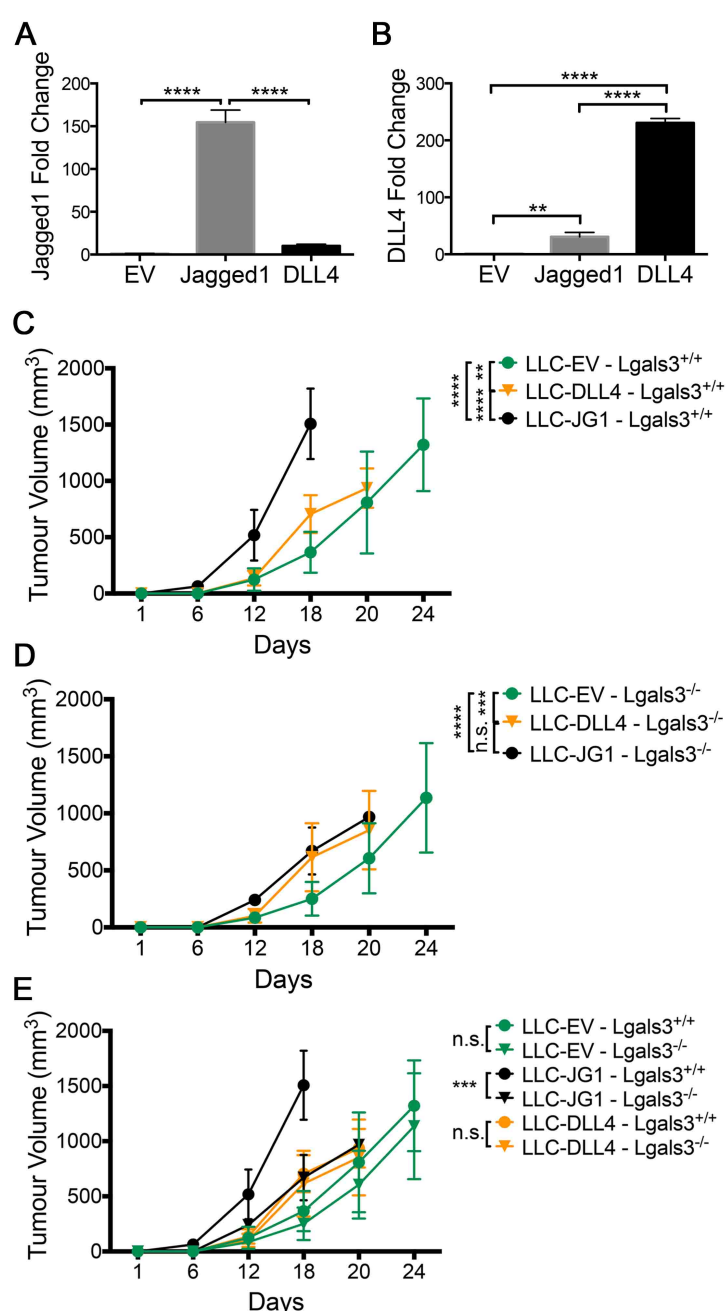 A
Jagged1 Fold Change
200
150
100
50
0
****
****
EV
Jagged1
DLL4
B
DLL4 Fold Change
300
200
100
0
****
****
**
EV
Jagged1
DLL4
C
Tumour Volume (mm³)
2000
1500
1000
500
0
1 6 12 18 20 24
Days
**** **** **
LLC-EV - Lgals3+/+
LLC-DLL4 - Lgals3+/+
LLC-JG1 - Lgals3+/+
D
Tumour Volume (mm³)
2000
1500
1000
500
0
1 6 12 18 20 24
Days
**** n.s. ***
LLC-EV - Lgals3-/-
LLC-DLL4 - Lgals3-/-
LLC-JG1 - Lgals3-/-
E
Tumour Volume (mm³)
2000
1500
1000
500
0
1 6 12 18 20 24
Days
n.s.
LLC-EV - Lgals3+/+
LLC-EV - Lgals3-/-
***
LLC-JG1 - Lgals3+/+
LLC-JG1 - Lgals3-/-
n.s.
LLC-DLL4 - Lgals3+/+
LLC-DLL4 - Lgals3-/-